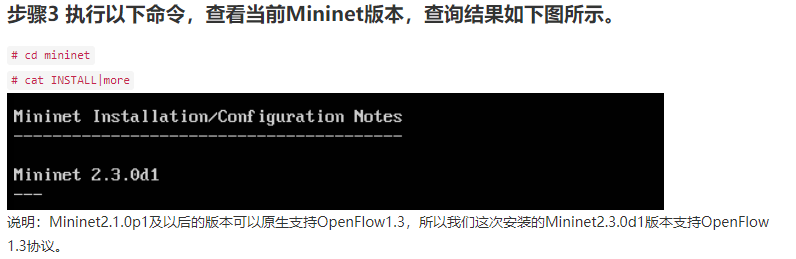 步骤3 执行以下命令，查看当前Mininet版本，查询结果如下图所示。
# cd mininet
# cat INSTALL|more
Mininet Installation/Configuration Notes
----------------------------------------
Mininet 2.3.0d1
---
说明：Mininet2.1.0p1及以后的版本可以原生支持OpenFlow1.3，所以我们这次安装的Mininet2.3.0d1版本支持OpenFlow
1.3协议。